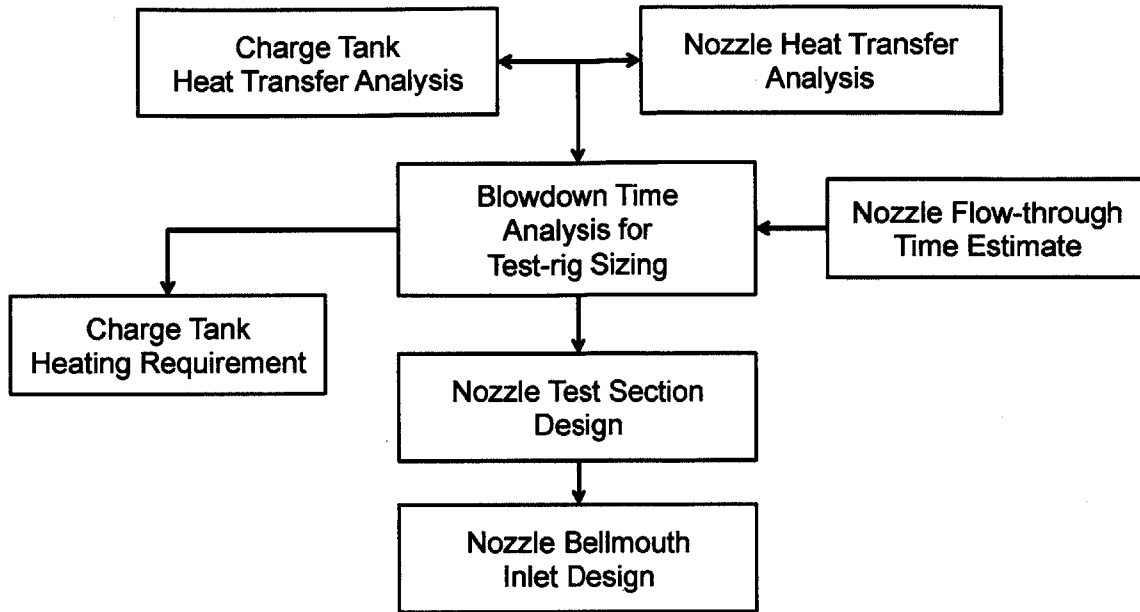 Charge Tank
Heat Transfer Analysis
Nozzle Heat Transfer
Analysis
Blowdown Time
Analysis for
Test-rig Sizing
Nozzle Flow-through
Time Estimate
Charge Tank
Heating Requirement
Nozzle Test Section
Design
Nozzle Bellmouth
Inlet Design